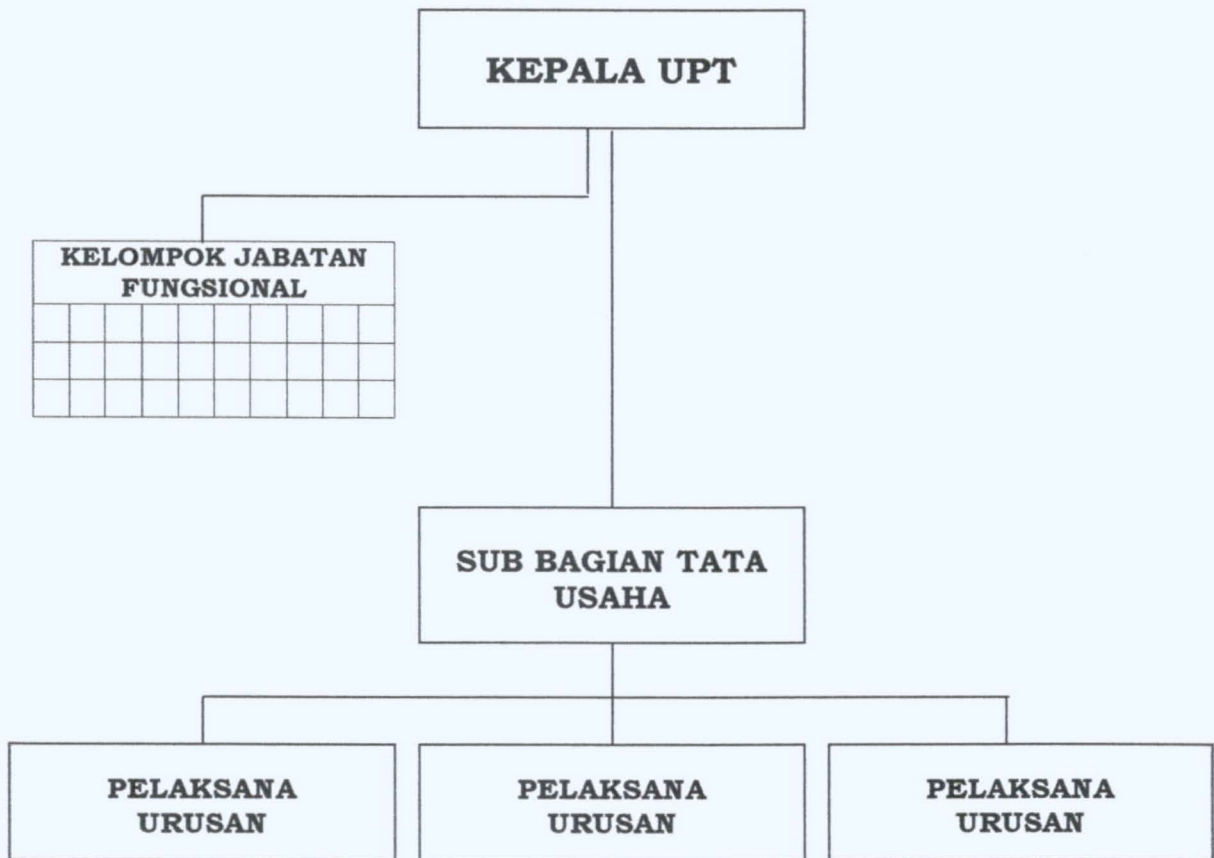 KEPALA UPT
KELOMPOK JABATAN
FUNGSIONAL
SUB BAGIAN TATA
USAHA
PELAKSANA
URUSAN
PELAKSANA
URUSAN
PELAKSANA
URUSAN